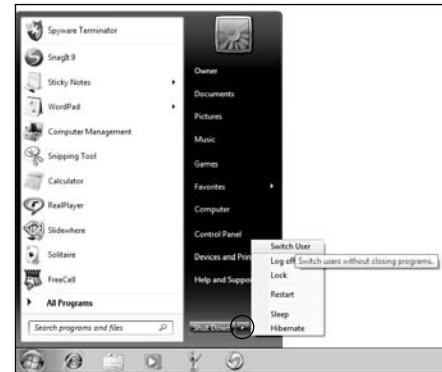 Spyware Terminator
SnagIt 9
Sticky Notes
WordPad
Computer Management
Snipping Tool
Calculator
RealPlayer
Slidewhere
Solitaire
FreeCell
All Programs
Search programs and files
Owner
Documents
Pictures
Music
Games
Favorites
Computer
Control Panel
Devices and Prin
Help and Suppor
Shut Down
Switch User
Log off
Switch users without closing programs.
Lock
Restart
Sleep
Hibernate